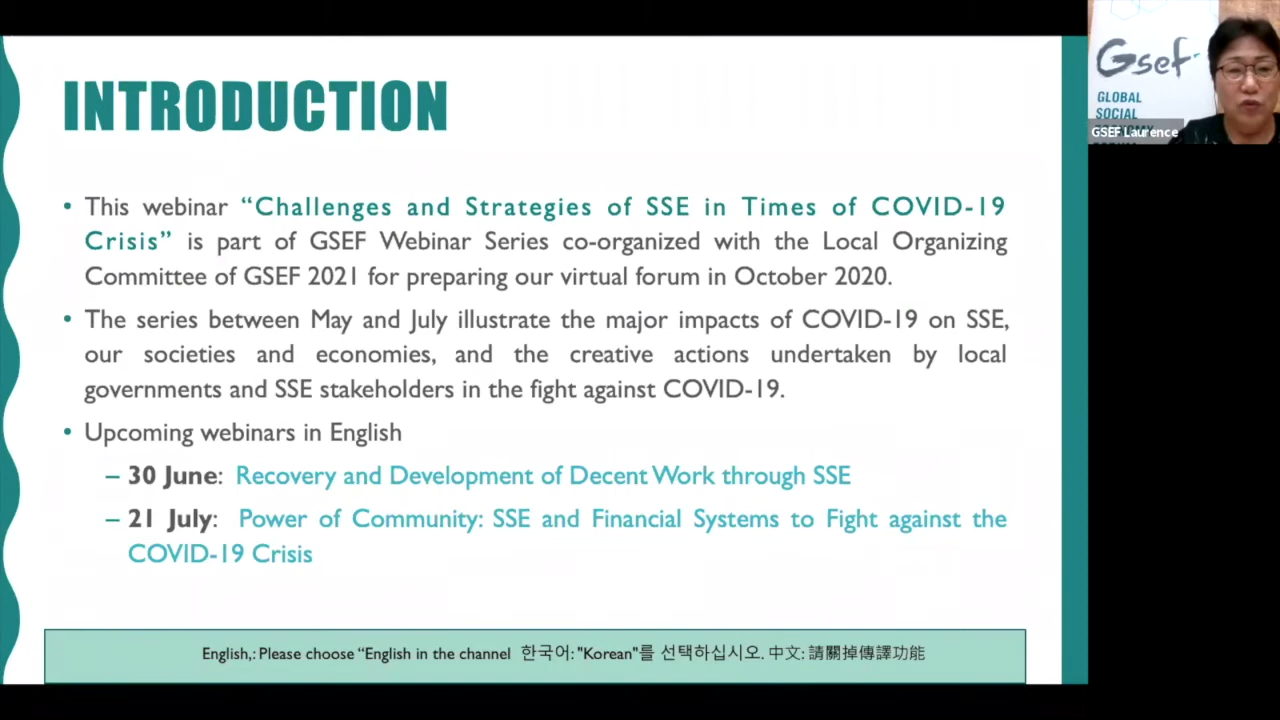 INTRODUCTION
• This webinar “Challenges and Strategies of SSE in Times of COVID-19
Crisis” is part of GSEF Webinar Series co-organized with the Local Organizing
Committee of GSEF 2021 for preparing our virtual forum in October 2020.
• The series between May and July illustrate the major impacts of COVID-19 on SSE,
our societies and economies, and the creative actions undertaken by local
governments and SSE stakeholders in the fight against COVID-19.
• Upcoming webinars in English
– 30 June: Recovery and Development of Decent Work through SSE
– 21 July: Power of Community: SSE and Financial Systems to Fight against the
COVID-19 Crisis
English,: Please choose “English in the channel 한국어: "Korean"를 선택하십시오. 中文: 請關掉傳譯功能
Gsef
GLOBAL
SOCIAL
GSEF Laurence